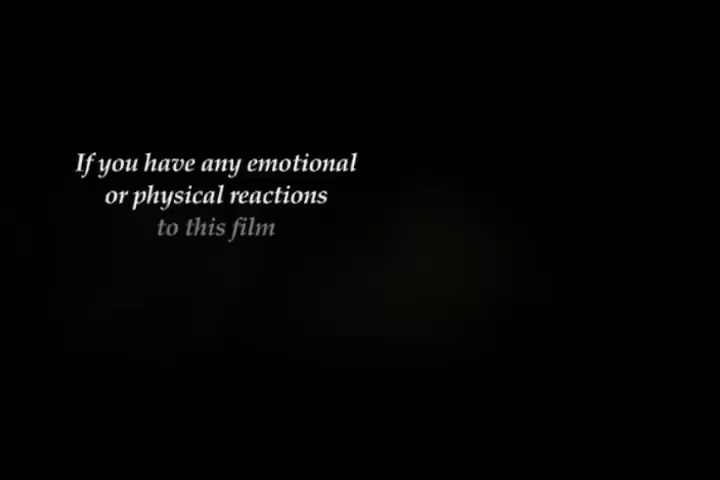 If you have any emotional
or physical reactions
to this film